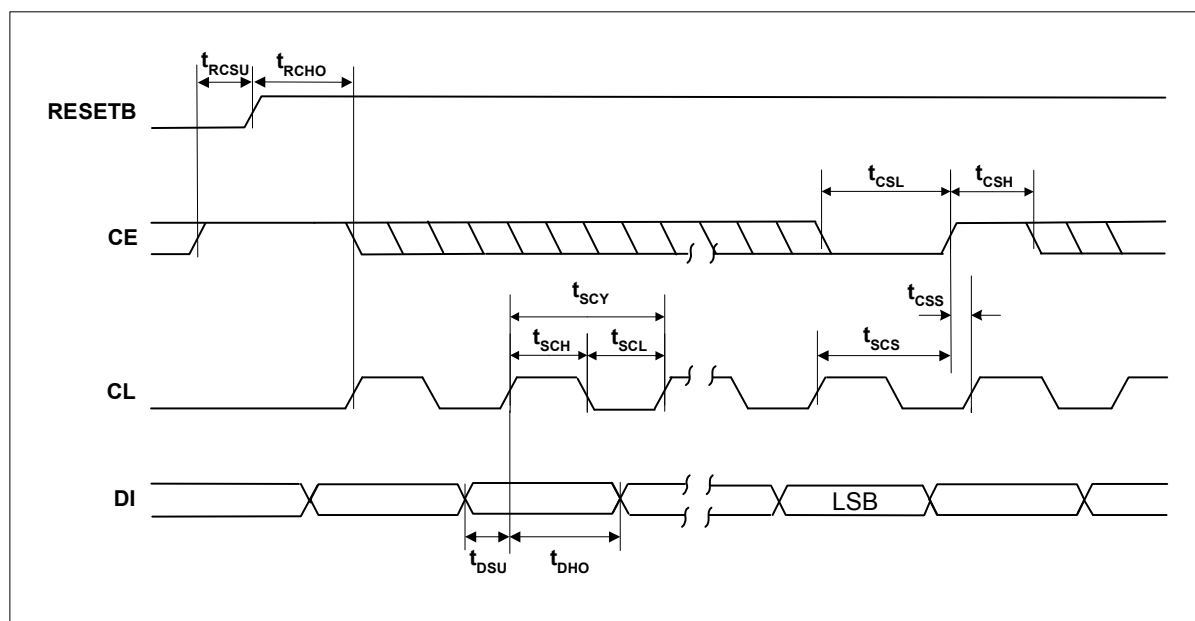 tRCSU tRCHO
RESETB
tCSL tCSH
CE
tSCY
tCSS
tSCH tSCL
tSCS
CL
DI
LSB
tDSU tDHO